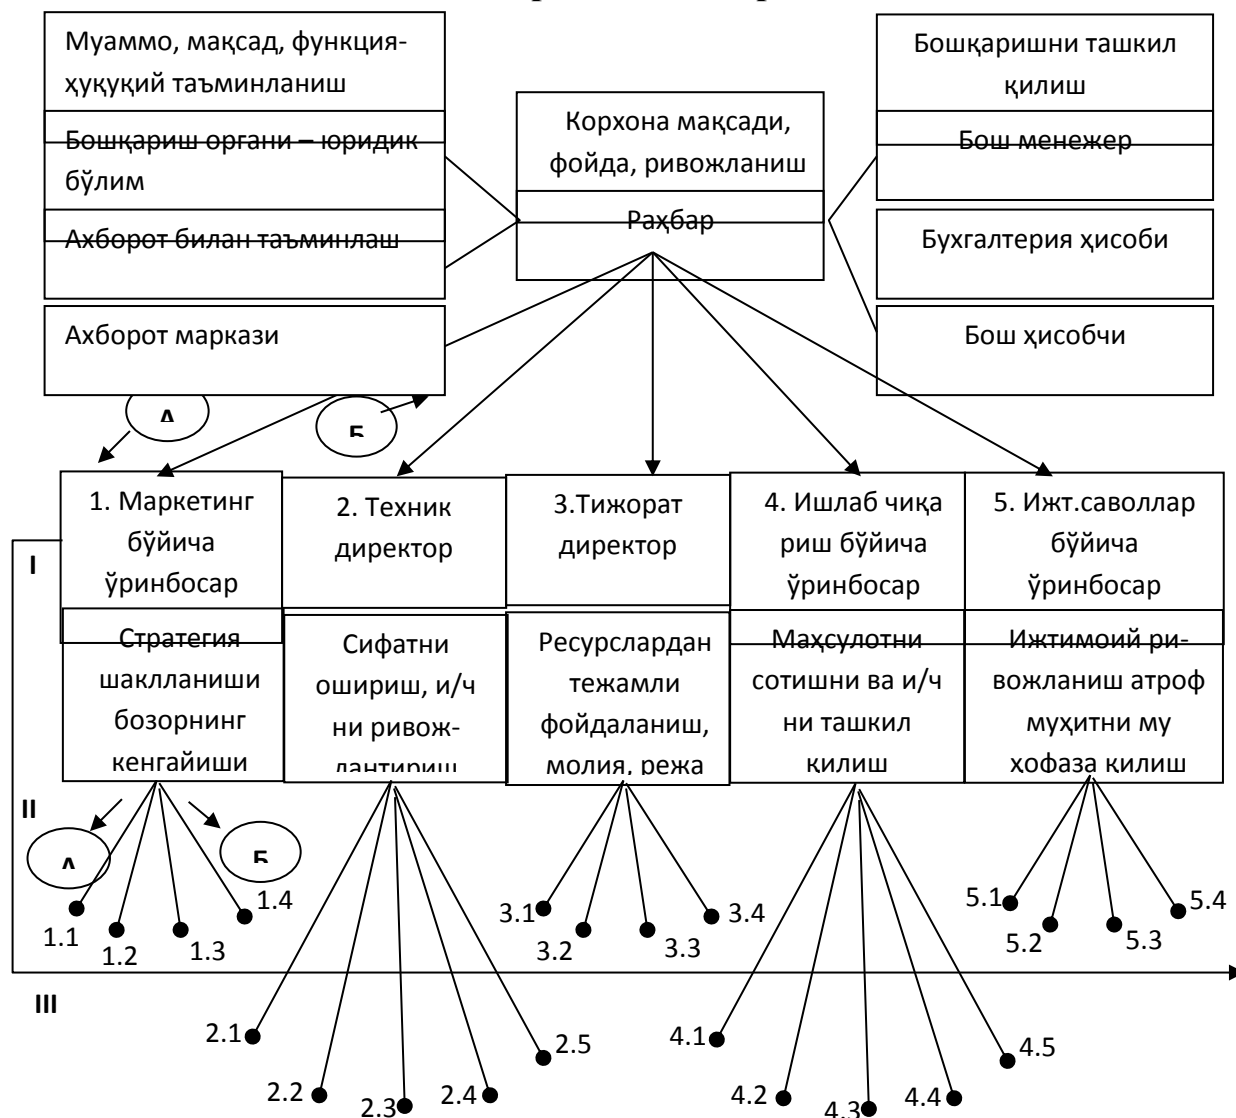 Муаммо, мақсад, функция-
ҳуқуқий таъминланиш
Бошқариш органи – юридик
бўлим
Ахборот билан таъминлаш
Ахборот маркази
Корхона мақсади,
фойда, ривожланиш
Раҳбар
Бошқаришни ташкил
қилиш
Бош менежер
Бухгалтерия ҳисоби
Бош ҳисобчи
А
Б
I
1. Маркетинг
бўйича
ўринбосар
2. Техник
директор
3.Тижорат
директор
4. Ишлаб чиқа
риш бўйича
ўринбосар
5. Ижт.саволлар
бўйича
ўринбосар
Стратегия
шаклланиши
бозорнинг
кенгайиши
Сифатни
ошириш, и/ч
ни ривож-
лантириш
Ресурслардан
тежамли
фойдаланиш,
молия, режа
Маҳсулотни
сотишни ва и/ч
ни ташкил
қилиш
Ижтимоий ри-
вожланиш атроф
муҳитни му
ҳофаза қилиш
II
А
Б
1.1
1.2
1.3
1.4
3.1
3.2
3.3
3.4
5.1
5.2
5.3
5.4
III
2.1
2.2
2.3
2.4
2.5
4.1
4.2
4.3
4.4
4.5